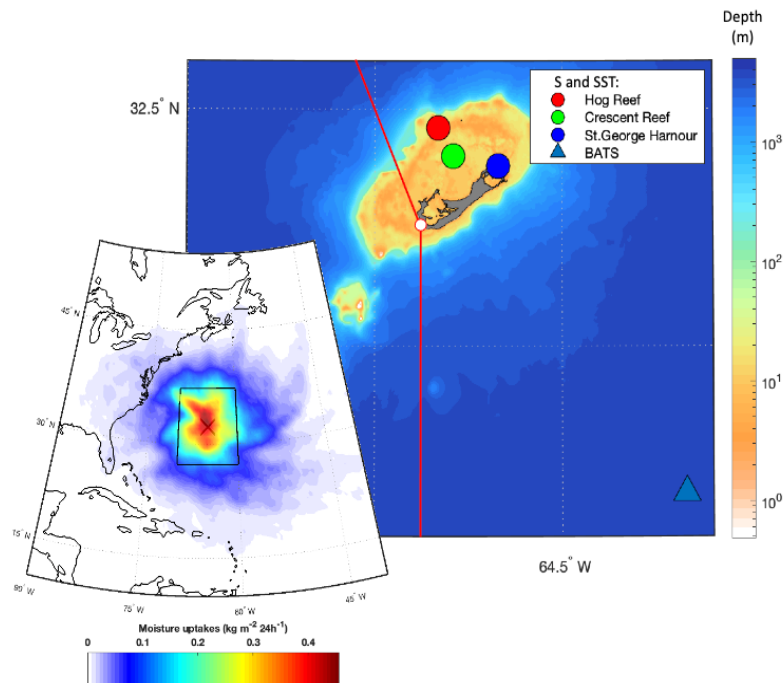 Depth
(m)
32.5° N
S and SST:
Hog Reef
Crescent Reef
St.George Harnour
BATS
10²
10¹
10⁰
64.5° W
45° N
30° N
15° N
90° W
75° W
60° W
45° W
Moisture uptakes (kg m⁻² 24h⁻¹)
0 0.1 0.2 0.3 0.4